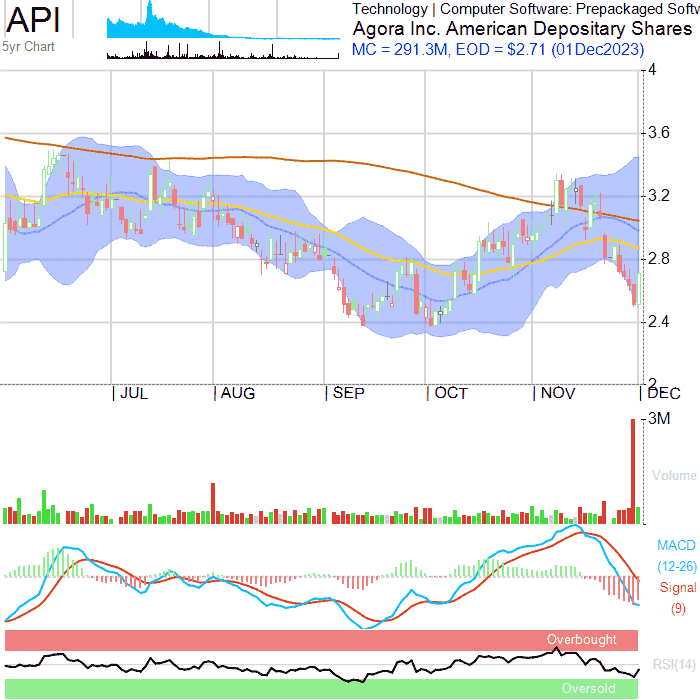 API
5yr Chart
Technology | Computer Software: Prepackaged Softw
Agora Inc. American Depositary Shares
MC = 291.3M, EOD = $2.71 (01Dec2023)
4
3.6
3.2
2.8
2.4
2
JUL AUG SEP OCT NOV DEC
3M
Volume
MACD
(12-26)
Signal
(9)
Overbought
RSI(14)
Oversold